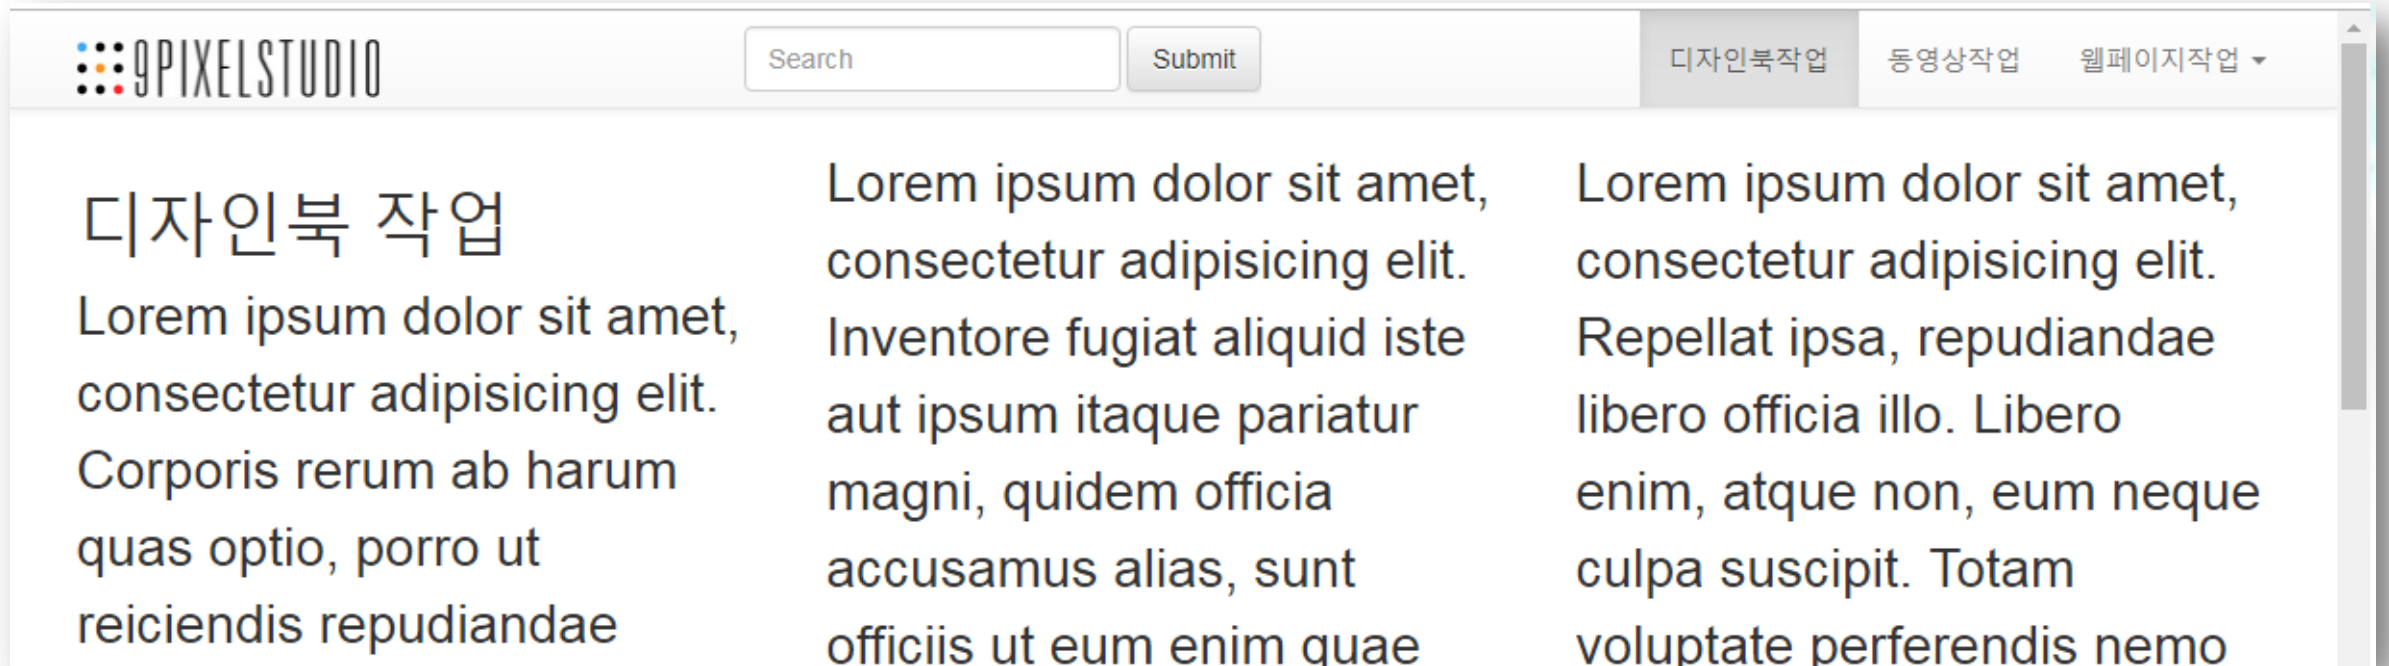 9PIXELSTUDIO
Search
Submit
디자인북작업
동영상작업
웹페이지작업
디자인북 작업
Lorem ipsum dolor sit amet,
consectetur adipisicing elit.
Corporis rerum ab harum
quas optio, porro ut
reiciendis repudiandae
Lorem ipsum dolor sit amet,
consectetur adipisicing elit.
Inventore fugiat aliquid iste
aut ipsum itaque pariatur
magni, quidem officia
accusamus alias, sunt
officiis ut eum enim quae
Lorem ipsum dolor sit amet,
consectetur adipisicing elit.
Repellat ipsa, repudiandae
libero officia illo. Libero
enim, atque non, eum neque
culpa suscipit. Totam
voluptate perferendis nemo